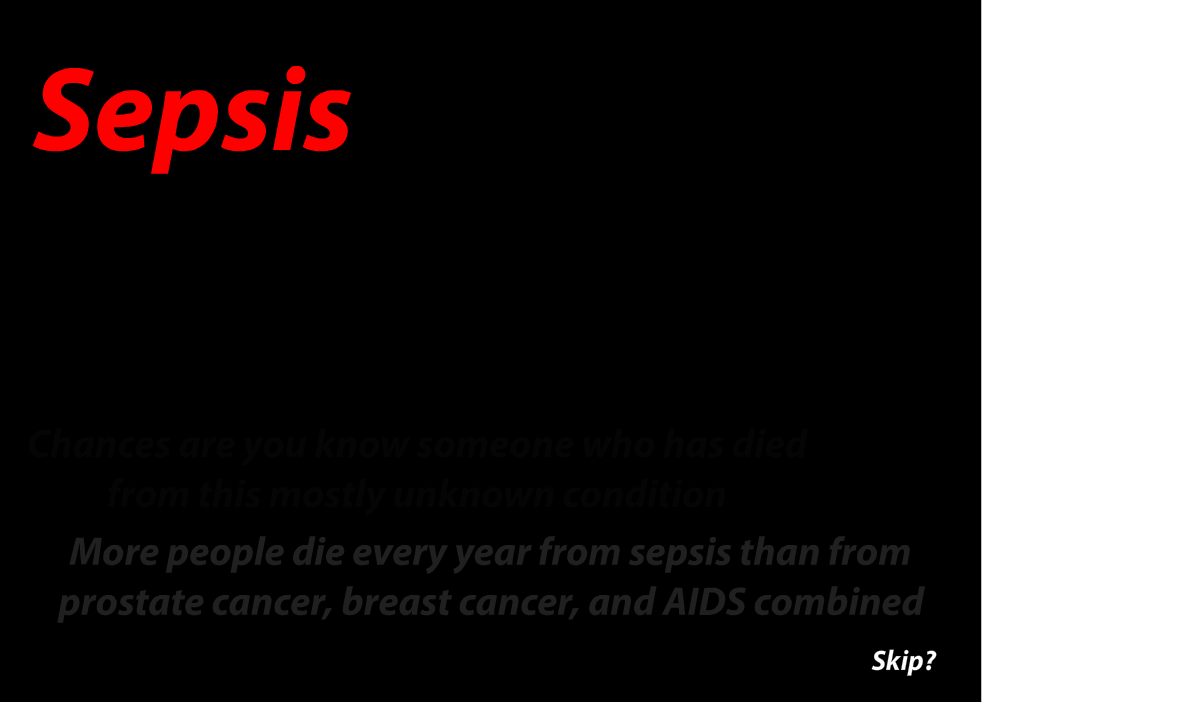 Sepsis
Chances are you know someone who has died
from this mostly unknown condition
More people die every year from sepsis than from
prostate cancer, breast cancer, and AIDS combined
Skip?